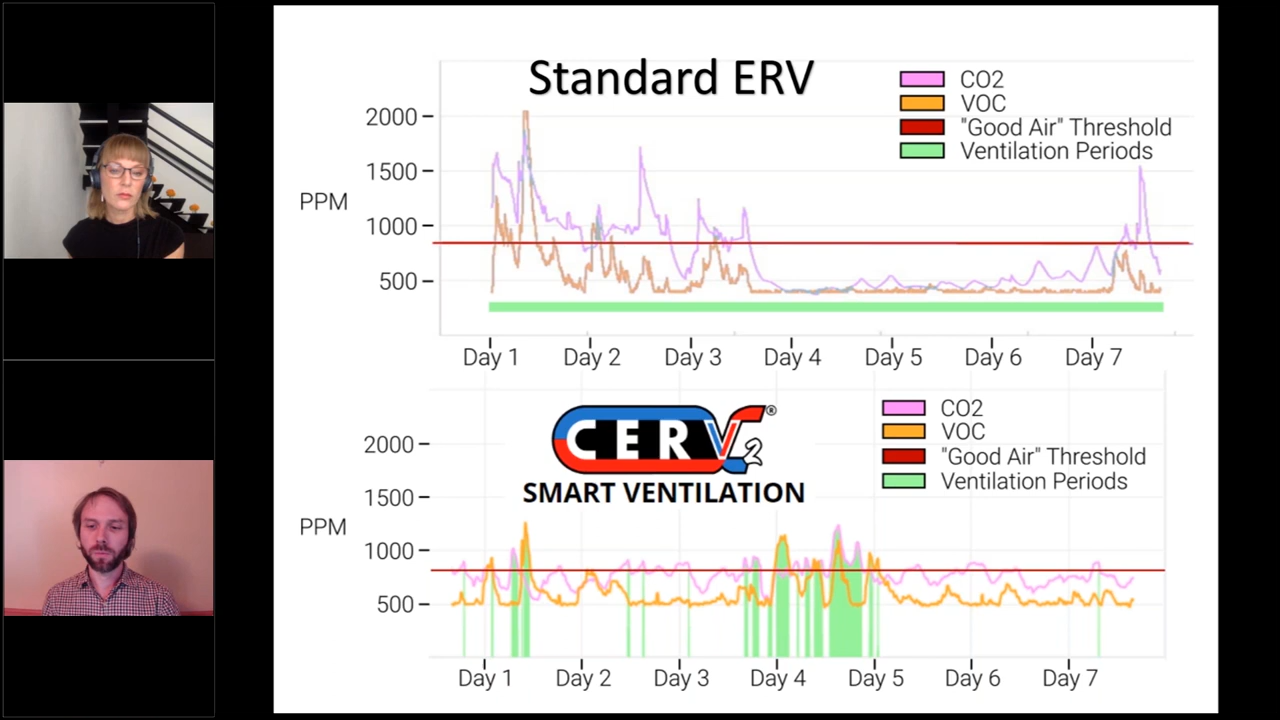 Standard ERV
CO2
VOC
"Good Air" Threshold
Ventilation Periods
PPM
2000
1500
1000
500
Day 1 Day 2 Day 3 Day 4 Day 5 Day 6 Day 7
CERV2®
SMART VENTILATION
CO2
VOC
"Good Air" Threshold
Ventilation Periods
PPM
2000
1500
1000
500
Day 1 Day 2 Day 3 Day 4 Day 5 Day 6 Day 7